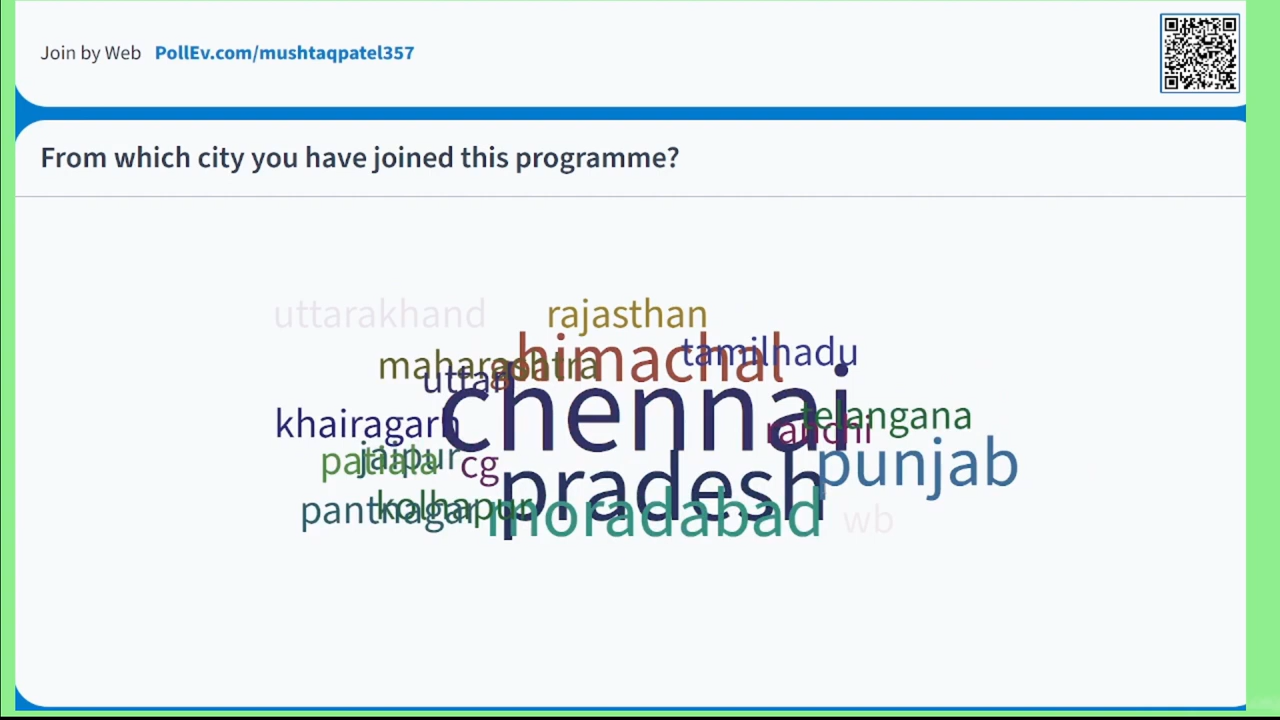 Join by Web PollEv.com/mushtaqpatel357
From which city you have joined this programme?
uttarakhand rajasthan
himachal tamilnadu
maharashtra
uttar
chennai
khairagarh telangana
ranchi
jaipur
patiala cg pradesh punjab
pantnagar kolhapur moradabad wb